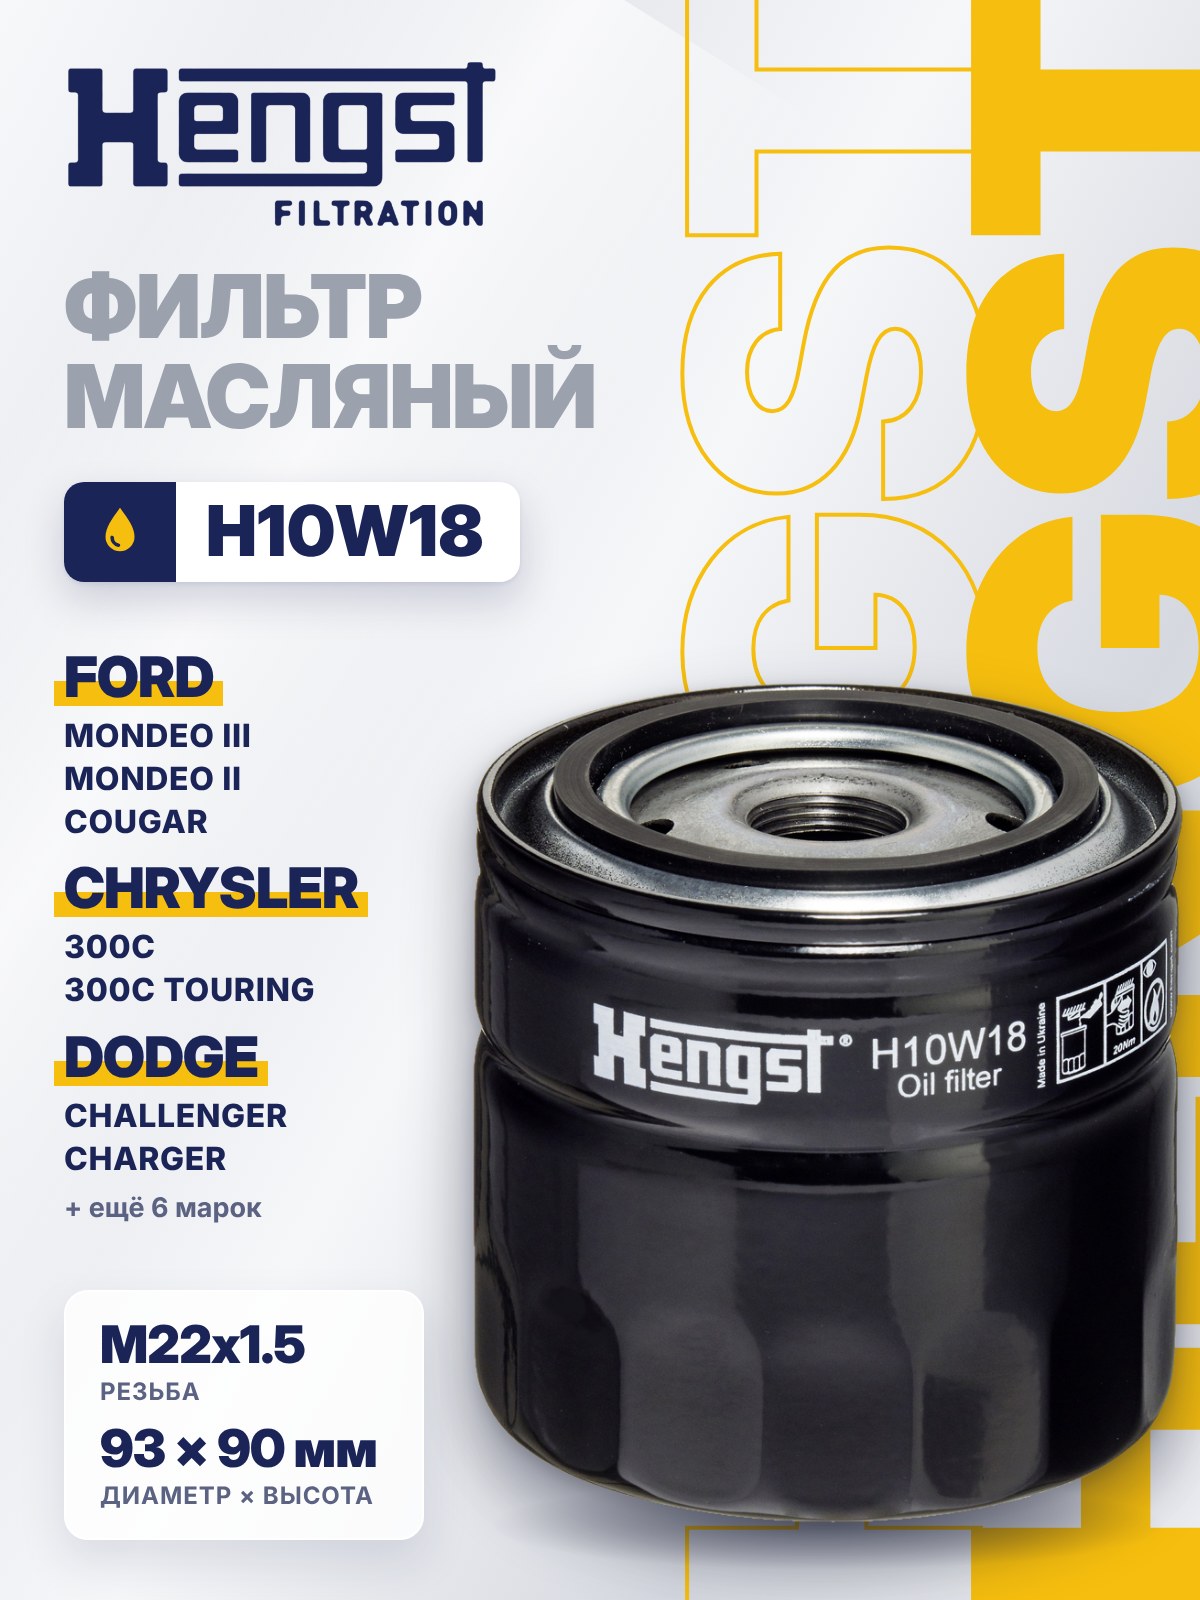 Hengst
FILTRATION
ФИЛЬТР
МАСЛЯНЫЙ
H10W18
FORD
MONDEO III
MONDEO II
COUGAR
CHRYSLER
300C
300C TOURING
DODGE
CHALLENGER
CHARGER
+ ещё 6 марок
M22x1.5
РЕЗЬБА
93 × 90 мм
ДИАМЕТР × ВЫСОТА
Hengst®
H10W18
Oil filter
Made in Ukraine
20Nm